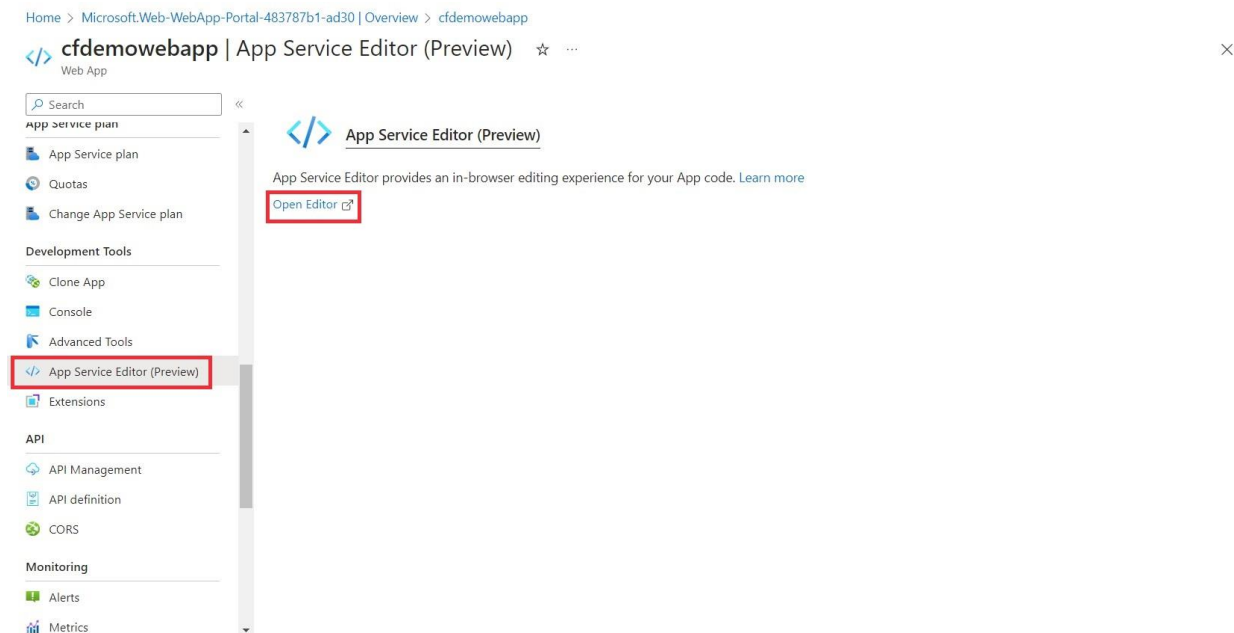 Home > Microsoft.Web-WebApp-Portal-483787b1-ad30 | Overview > cfdemowebapp
cfdemowebapp | App Service Editor (Preview)
Web App
Search
App Service plan
App Service plan
Quotas
Change App Service plan
Development Tools
Clone App
Console
Advanced Tools
App Service Editor (Preview)
Extensions
API
API Management
API definition
CORS
Monitoring
Alerts
Metrics
App Service Editor (Preview)
App Service Editor provides an in-browser editing experience for your App code. Learn more
Open Editor